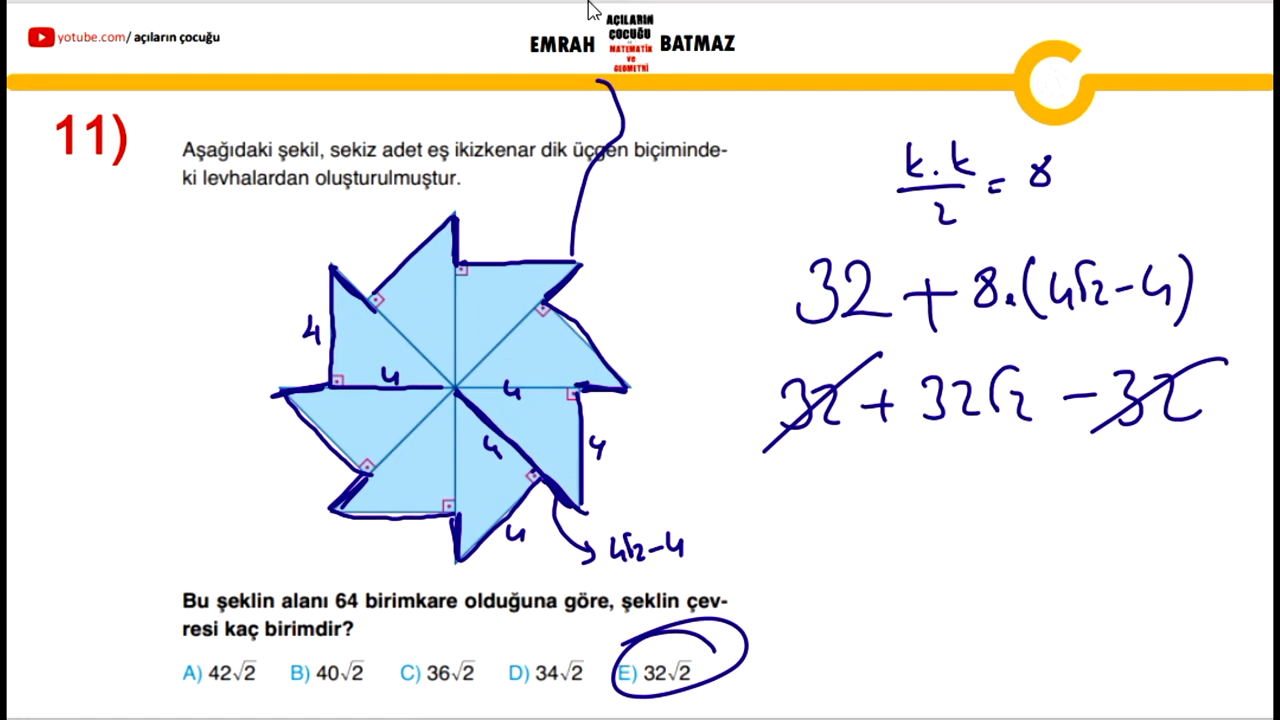 yotube.com/ açıların çocuğu
EMRAH
AÇILARIN
ÇOCUĞU
MATEMATİK
ve
GEOMETRİ
BATMAZ
11)
Aşağıdaki şekil, sekiz adet eş ikizkenar dik üçgen biçiminde-
ki levhalardan oluşturulmuştur.
k.k/2 = 8
32 + 8.(4√2-4)
32 + 32√2 - 32
4
4
4
4
4
4
4√2-4
Bu şeklin alanı 64 birimkare olduğuna göre, şeklin çev-
resi kaç birimdir?
A) 42√2 B) 40√2 C) 36√2 D) 34√2 E) 32√2